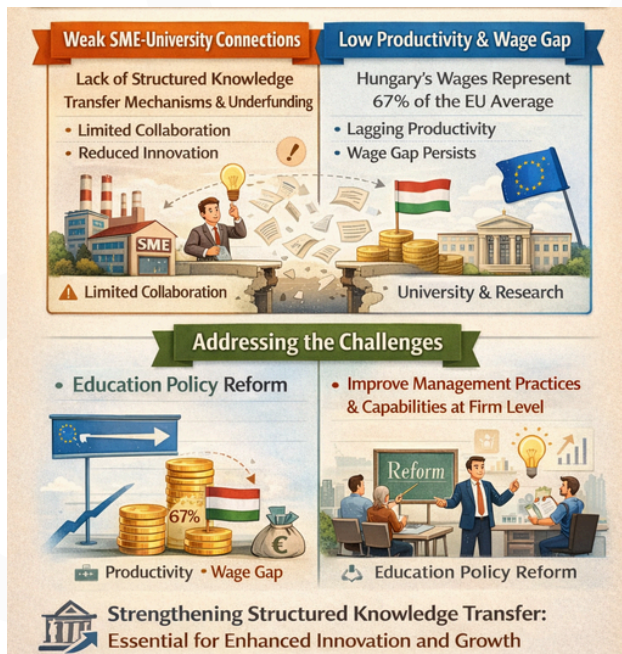 Weak SME-University Connections
Low Productivity & Wage Gap
Lack of Structured Knowledge
Transfer Mechanisms & Underfunding
• Limited Collaboration
• Reduced Innovation
Hungary's Wages Represent
67% of the EU Average
• Lagging Productivity
• Wage Gap Persists
!
SME
Limited Collaboration
University & Research
Addressing the Challenges
• Education Policy Reform
• Improve Management Practices
& Capabilities at Firm Level
67%
€
Reform
Productivity • Wage Gap
Education Policy Reform
Strengthening Structured Knowledge Transfer:
Essential for Enhanced Innovation and Growth